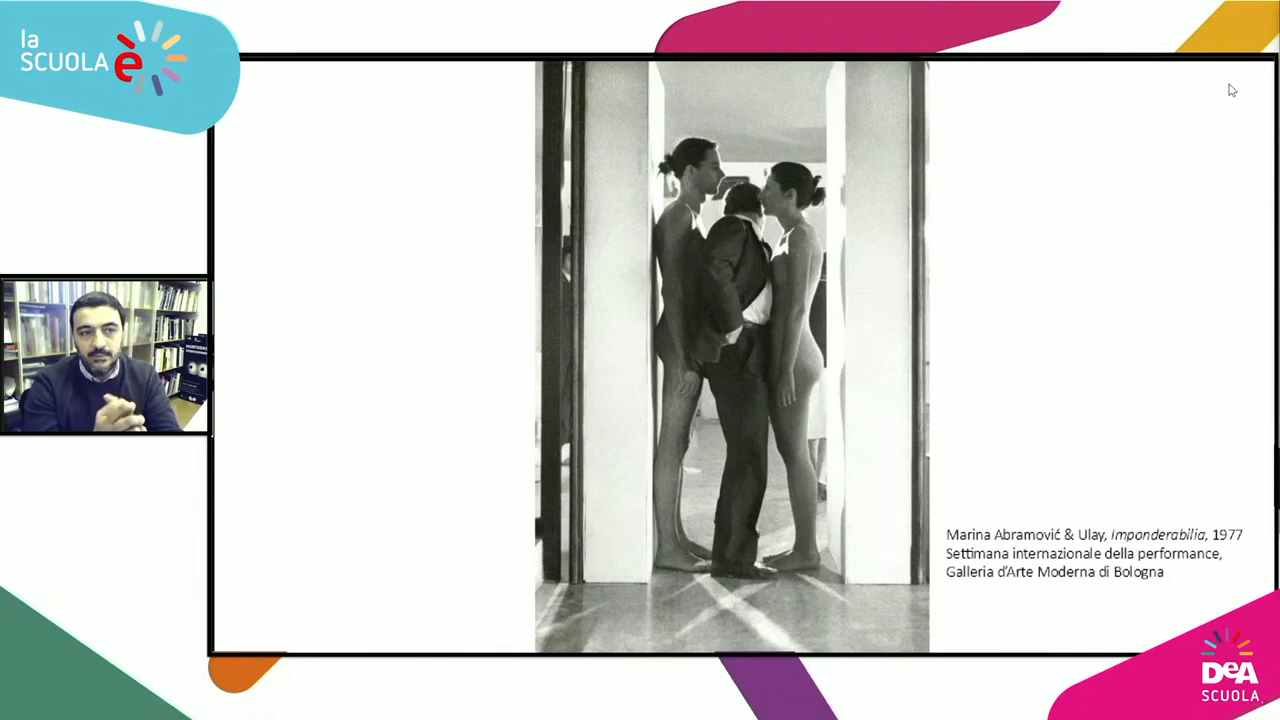 la
SCUOLA è
Marina Abramović & Ulay, Imponderabilia, 1977
Settimana internazionale della performance,
Galleria d'Arte Moderna di Bologna
DeA
SCUOLA